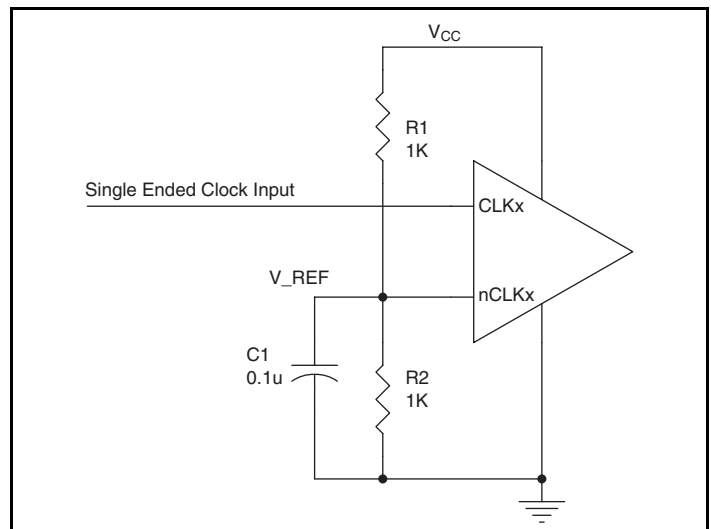 VCC
R1
1K
Single Ended Clock Input
CLKx
V_REF
nCLKx
C1
0.1u
R2
1K